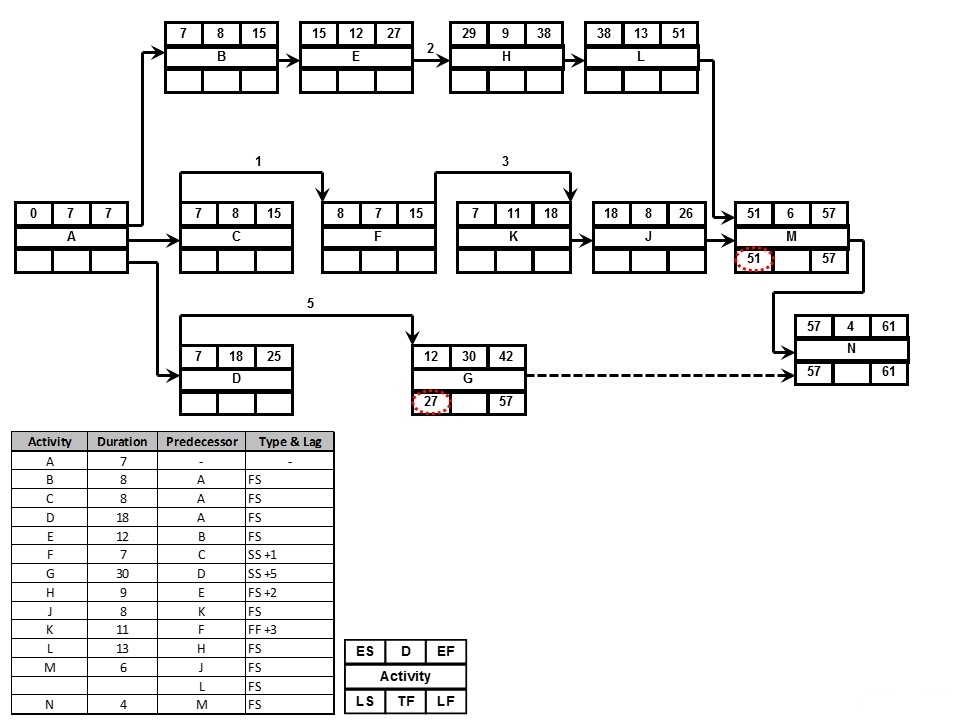 7 8 15 15 12 27 29 9 38 38 13 51
B E 2 H L
1 3
0 7 7 7 8 15 8 7 15 7 11 18 18 8 26 51 6 57
A C F K J M
51 57
5
57 4 61
N
57 61
7 18 25 12 30 42
D G
27 57
Activity Duration Predecessor Type & Lag
A 7 - -
B 8 A FS
C 8 A FS
D 18 A FS
E 12 B FS
F 7 C SS +1
G 30 D SS +5
H 9 E FS +2
J 8 K FS
K 11 F FF +3
L 13 H FS
M 6 J FS
L FS
N 4 M FS
ES D EF
Activity
LS TF LF